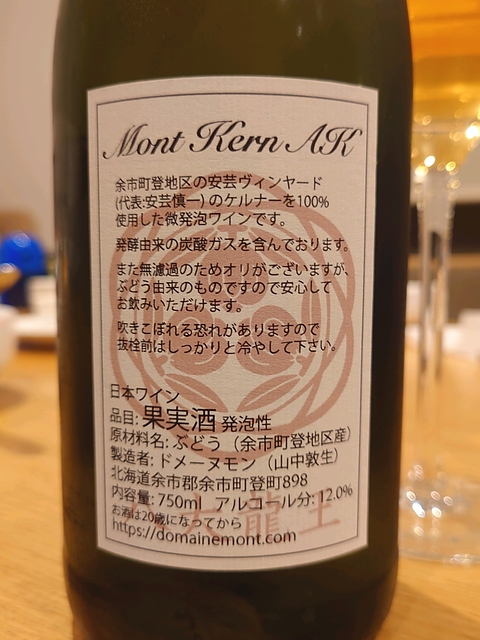 Mont Kern AK
余市町登地区の安芸ヴィンヤード
(代表:安芸慎一) のケルナーを100%
使用した微発泡ワインです。
発酵由来の炭酸ガスを含んでおります。
また無濾過のためオリがございますが、
ぶどう由来のものですので安心して
お飲みいただけます。
吹きこぼれる恐れがありますので
抜栓前はしっかりと冷やして下さい。
日本ワイン
品目: 果実酒 発泡性
原材料名: ぶどう（余市町登地区産）
製造者: ドメーヌモン（山中敦生）
北海道余市郡余市町登町898
内容量: 750ml アルコール分: 12.0%
お酒は20歳になってから
https://domainemont.com